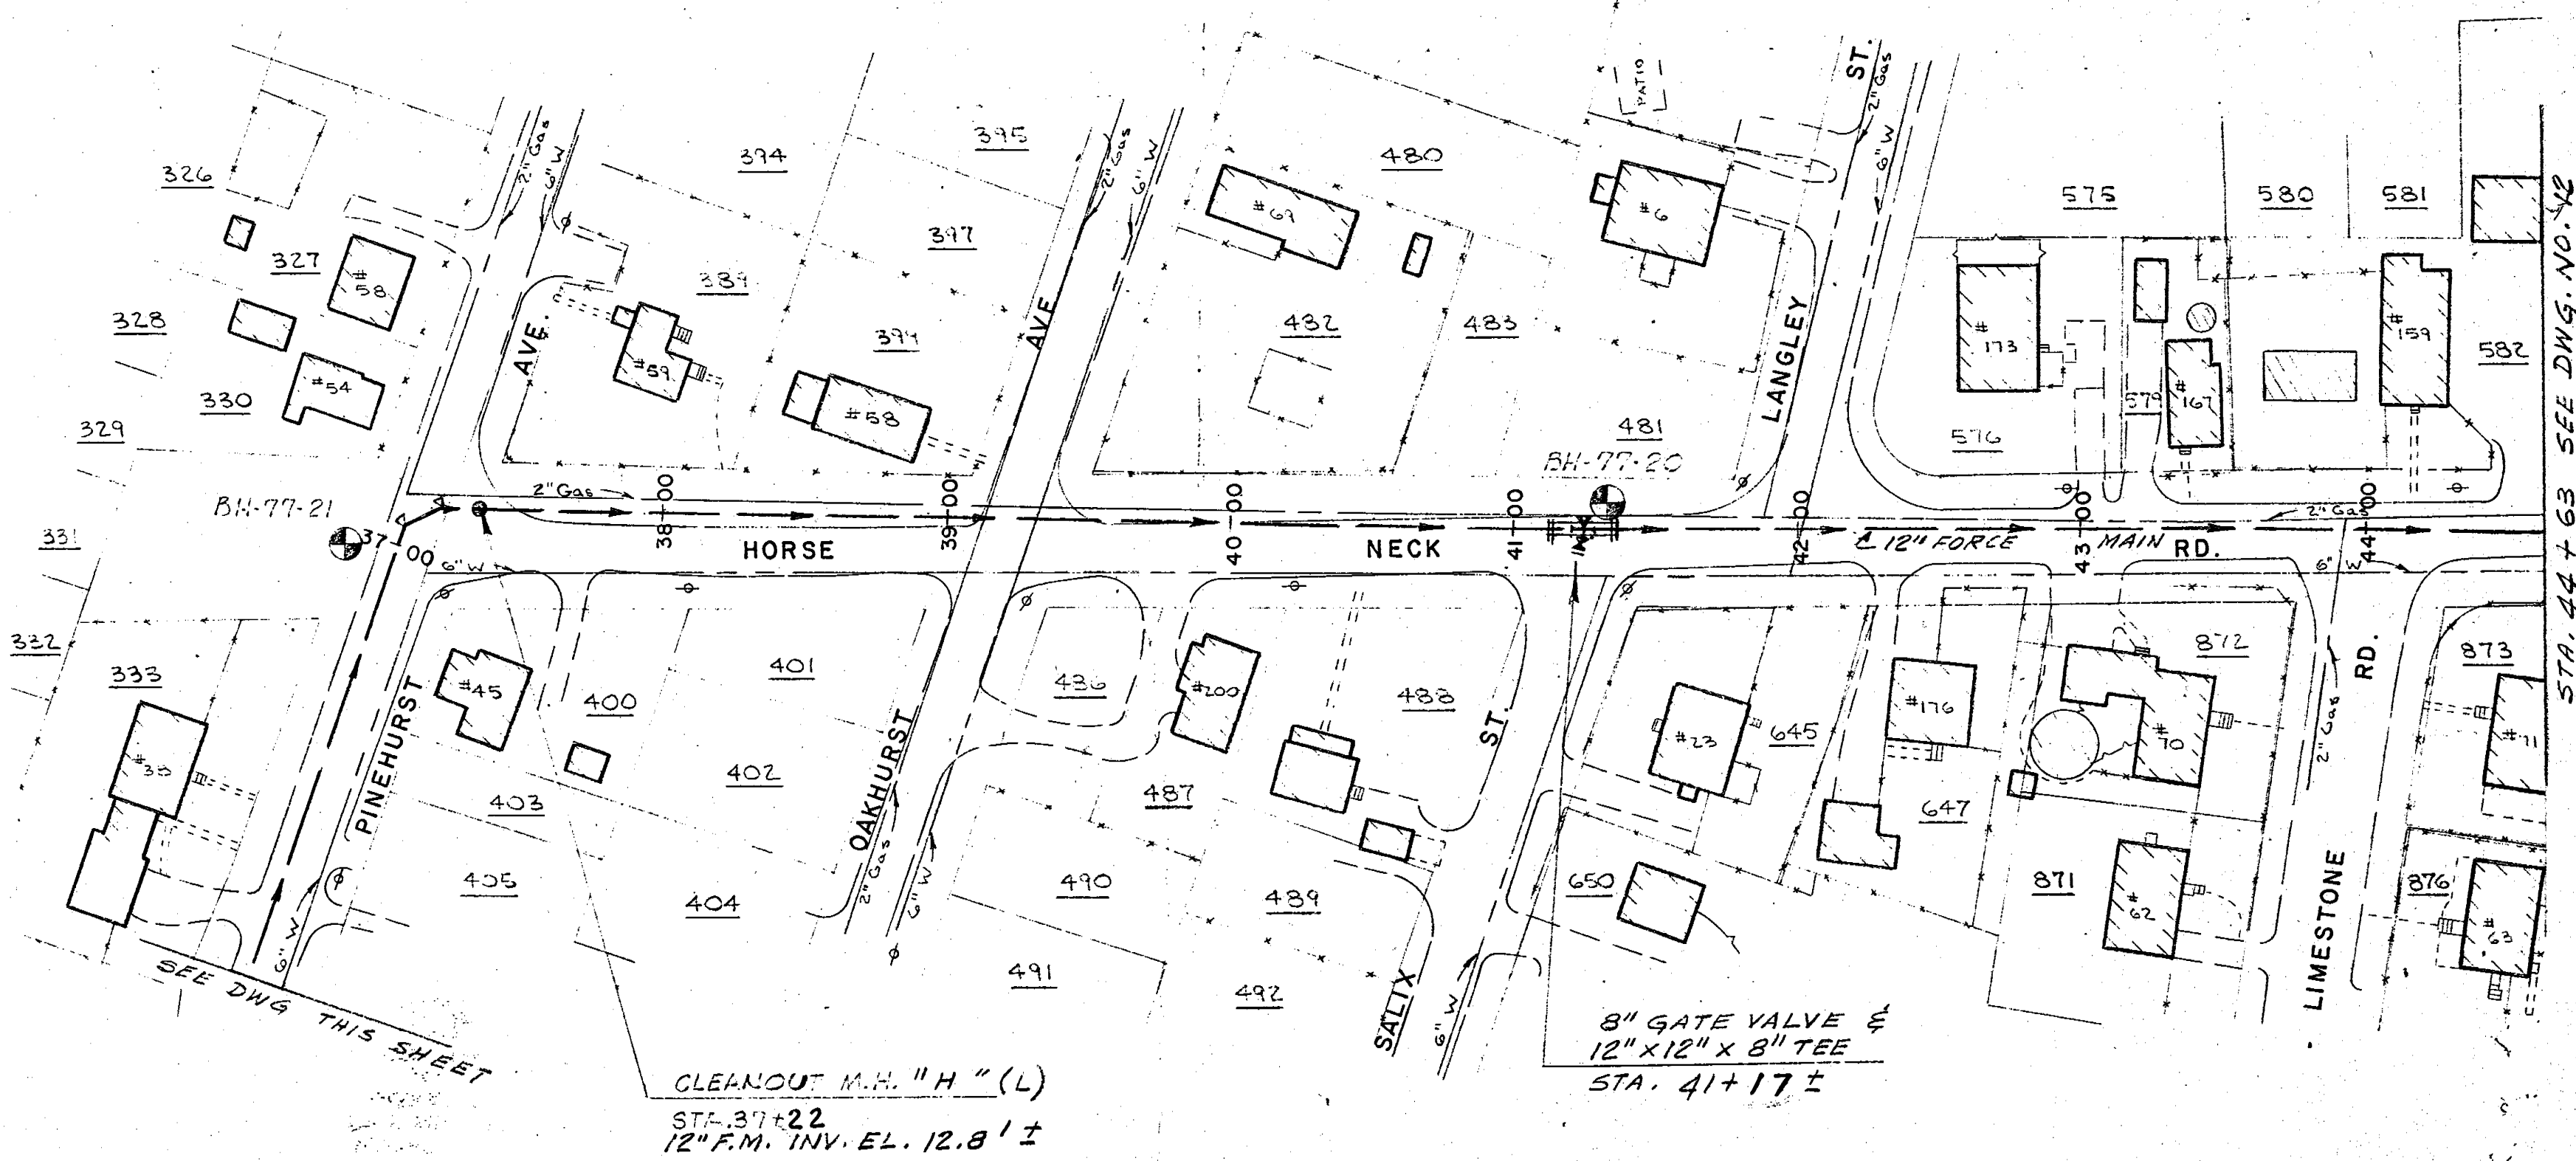 ST.
2" Gas
PATIO
6" W
2" Gas
6" W
2" Gas
6" W
326
394
395
480
575
580
581
#69
#6
327
#58
389
397
AVE.
AVE
LANGLEY
328
#54
#59
399
432
483
#173
#159
582
330
#58
579
#167
329
481
576
BH-77-21
BH-77-20
2" Gas
38+00
39+00
40+00
41+00
42+00
43+00
44+00
2" Gas
331
37+00
HORSE
NECK
℄ 12" FORCE MAIN
RD.
6" W
6" W
STA. 44+63 SEE DWG. NO. 42
332
333
#45
400
401
436
#200
488
ST.
#23
645
#176
#70
872
RD.
873
#71
#33
PINEHURST
OAKHURST
402
403
487
647
2" Gas
405
404
2" Gas
6" W
490
489
650
871
#62
876
#63
6" W
SEE DWG THIS SHEET
491
492
SALIX
6" W
LIMESTONE
8" GATE VALVE &
12" X 12" X 8" TEE
STA. 41+17 ±
CLEANOUT M.H. "H" (L)
STA. 37+22
12" F.M. INV. EL. 12.8' ±